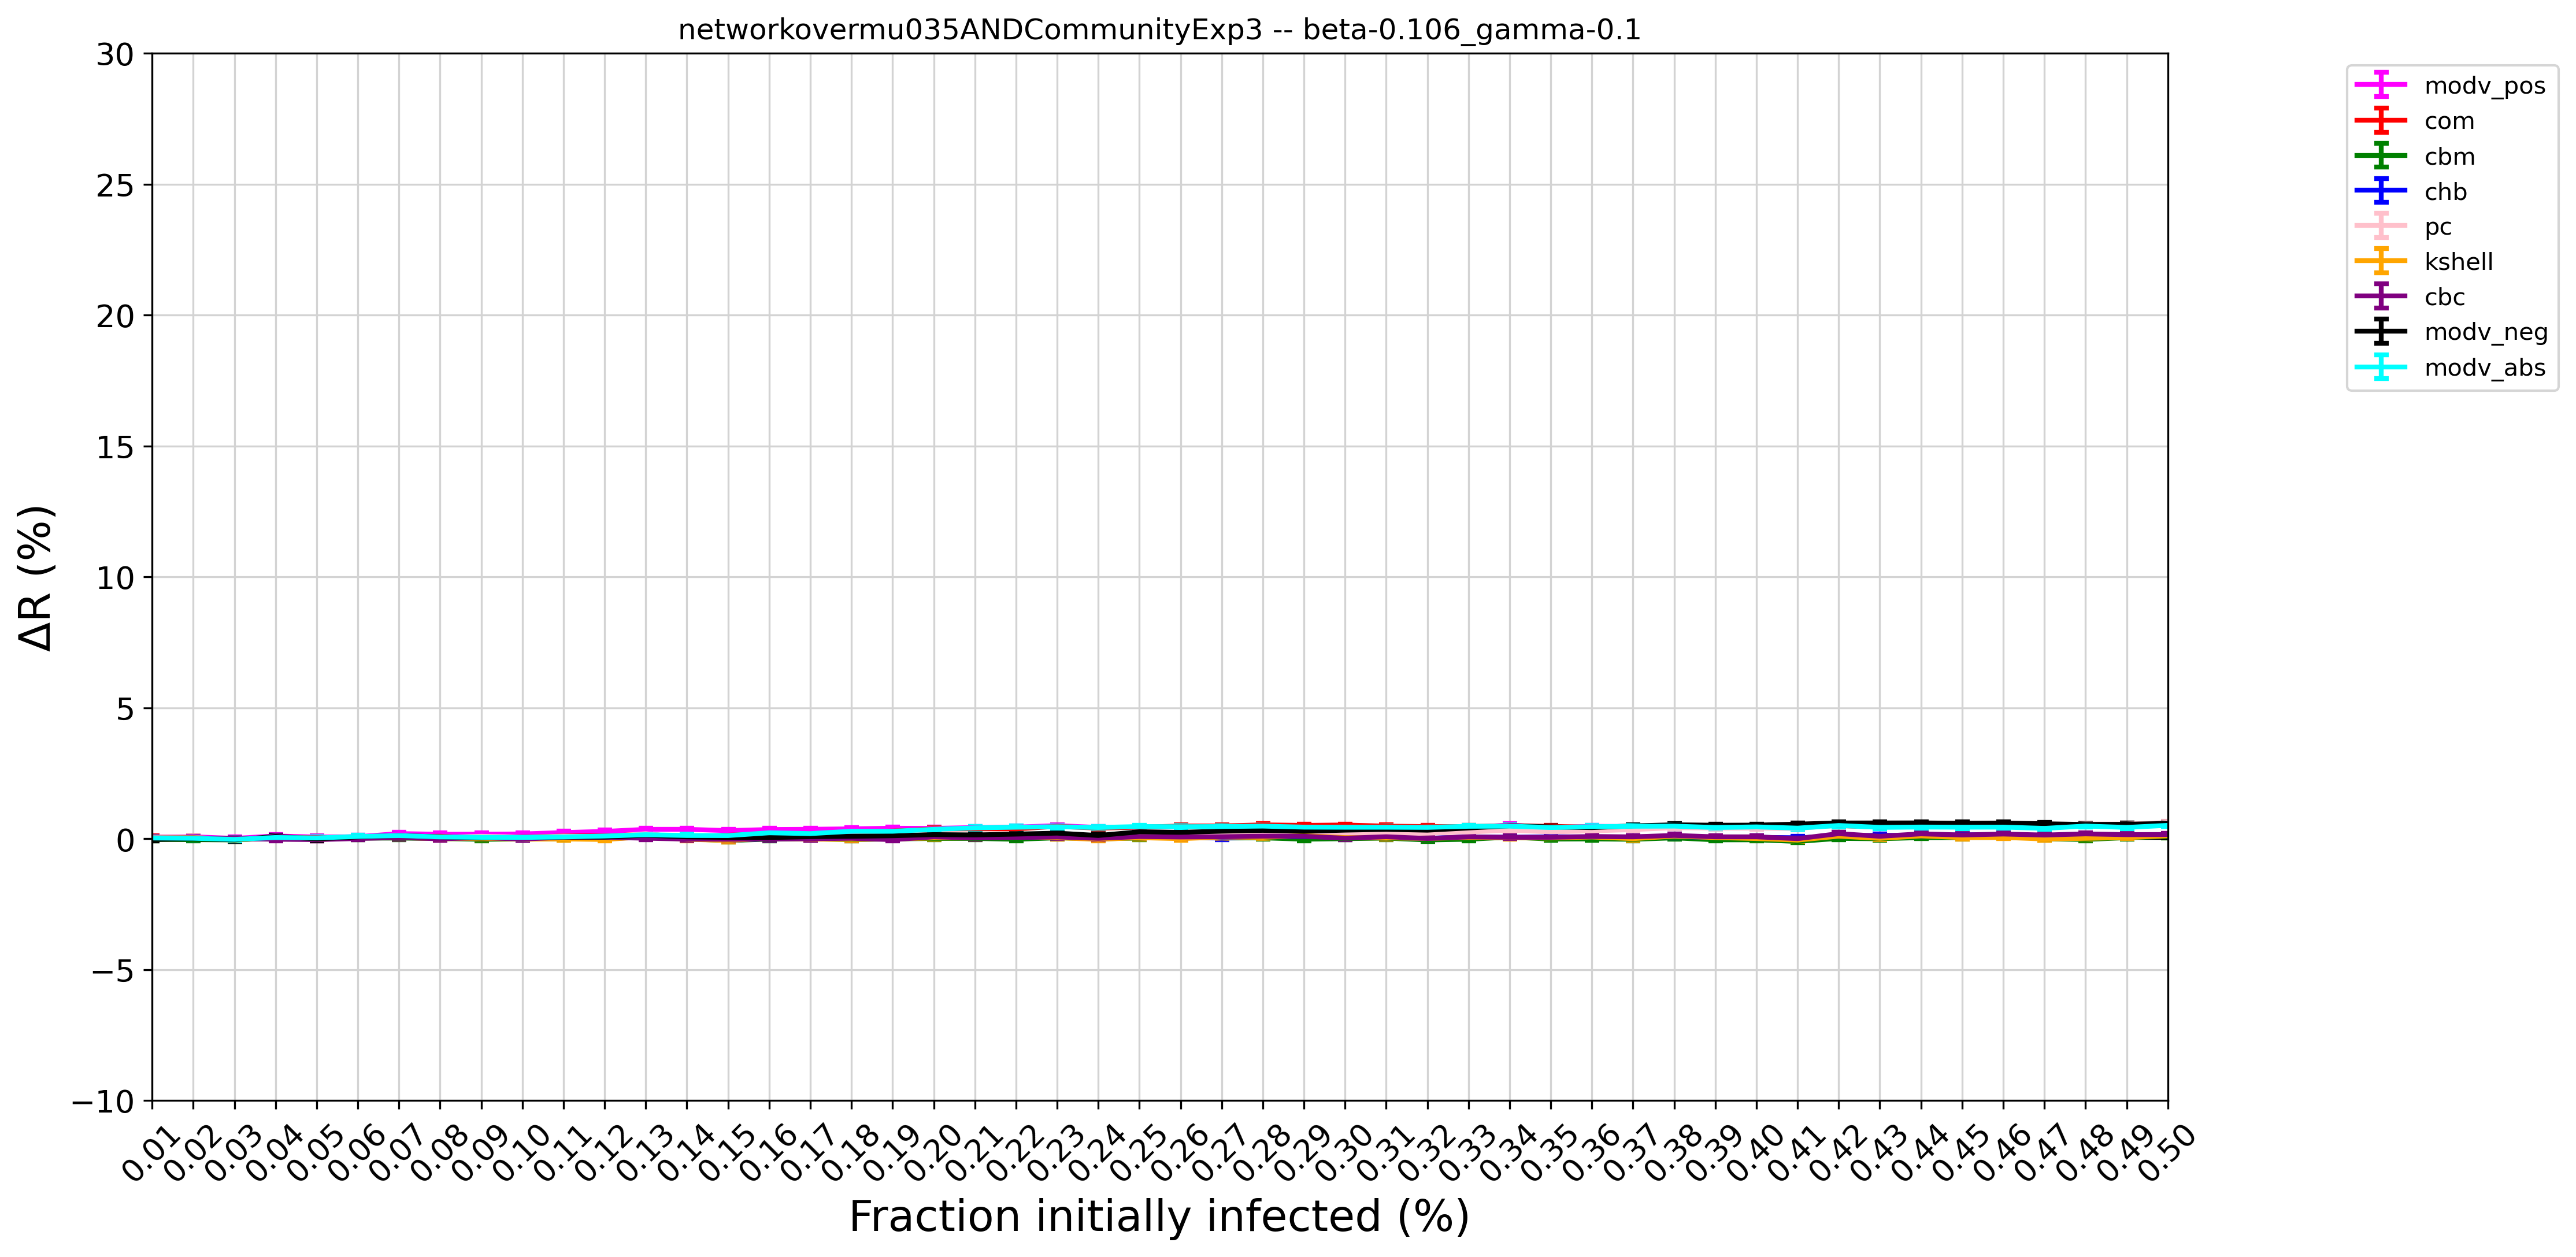 networkovermu035ANDCommunityExp3 -- beta-0.106_gamma-0.1
30
25
20
15
10
5
0
−5
−10
ΔR (%)
0.01 0.02 0.03 0.04 0.05 0.06 0.07 0.08 0.09 0.10 0.11 0.12 0.13 0.14 0.15 0.16 0.17 0.18 0.19 0.20 0.21 0.22 0.23 0.24 0.25 0.26 0.27 0.28 0.29 0.30 0.31 0.32 0.33 0.34 0.35 0.36 0.37 0.38 0.39 0.40 0.41 0.42 0.43 0.44 0.45 0.46 0.47 0.48 0.49 0.50
Fraction initially infected (%)
modv_pos
com
cbm
chb
pc
kshell
cbc
modv_neg
modv_abs